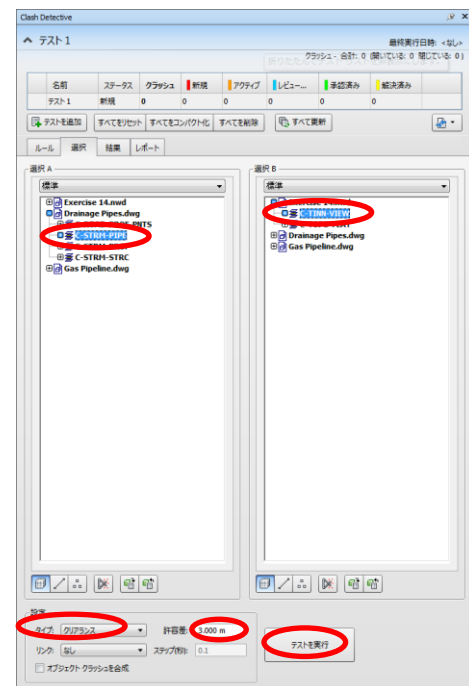 Clash Detective
テスト 1
最終実行日時: <なし>
クラッシュ - 合計: 0 (開いている: 0 閉じている: 0)
名前 ステータス クラッシュ 新規 アクティブ レビュー... 承認済み 解決済み
テスト 1 新規 0 0 0 0 0 0
テストを追加 すべてをリセット すべてをコンパクト化 すべてを削除 すべて更新
ルール 選択 結果 レポート
選択 A
標準
Exercise 14.nwd
Drainage Pipes.dwg
C-STRM-PIPE
C-STRM-STRC
Gas Pipeline.dwg
選択 B
標準
Exercise 14.nwd
C-TINN-VIEW
Drainage Pipes.dwg
Gas Pipeline.dwg
設定
タイプ: クリアランス 許容差: 3.000 m
リンク: なし ステップ(秒): 0.1
オブジェクト クラッシュを合成
テストを実行